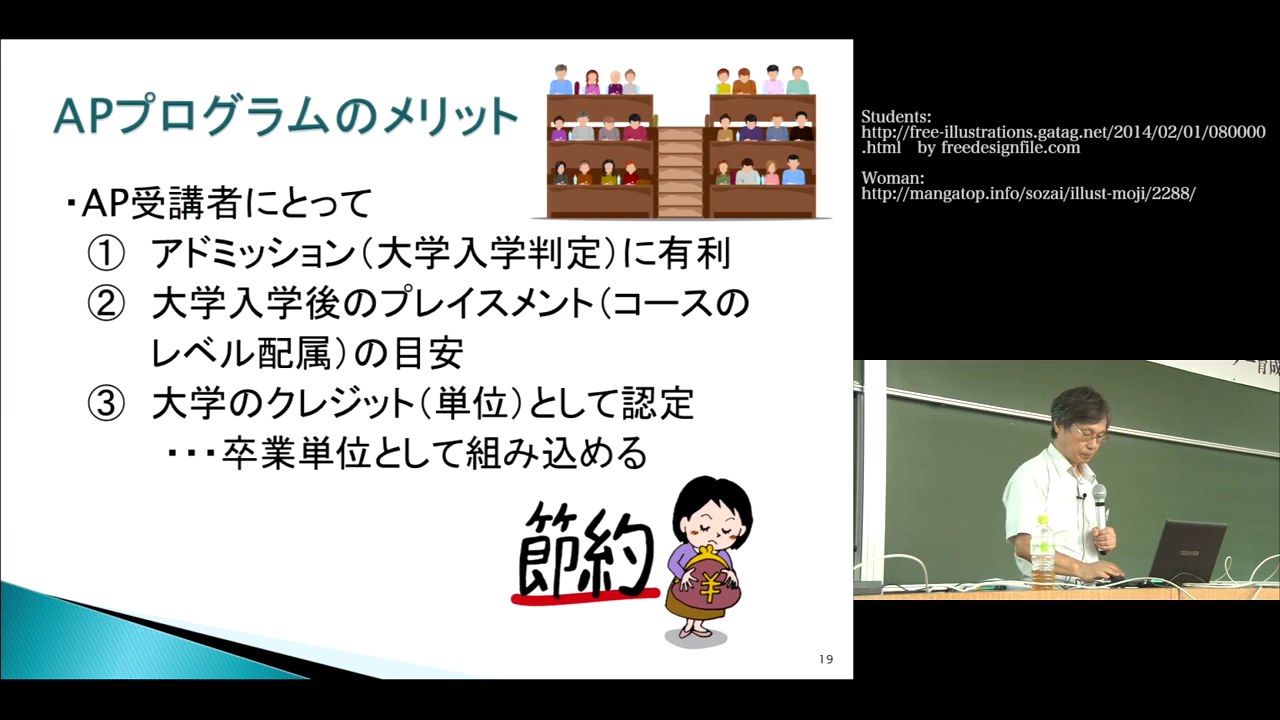 APプログラムのメリット
・AP受講者にとって
① アドミッション（大学入学判定）に有利
② 大学入学後のプレイスメント（コースの
レベル配属）の目安
③ 大学のクレジット（単位）として認定
・・・卒業単位として組み込める
節約
¥
19
Students:
http://free-illustrations.gatag.net/2014/02/01/080000
.html by freedesignfile.com
Woman:
http://mangatop.info/sozai/illust-moji/2288/
育成